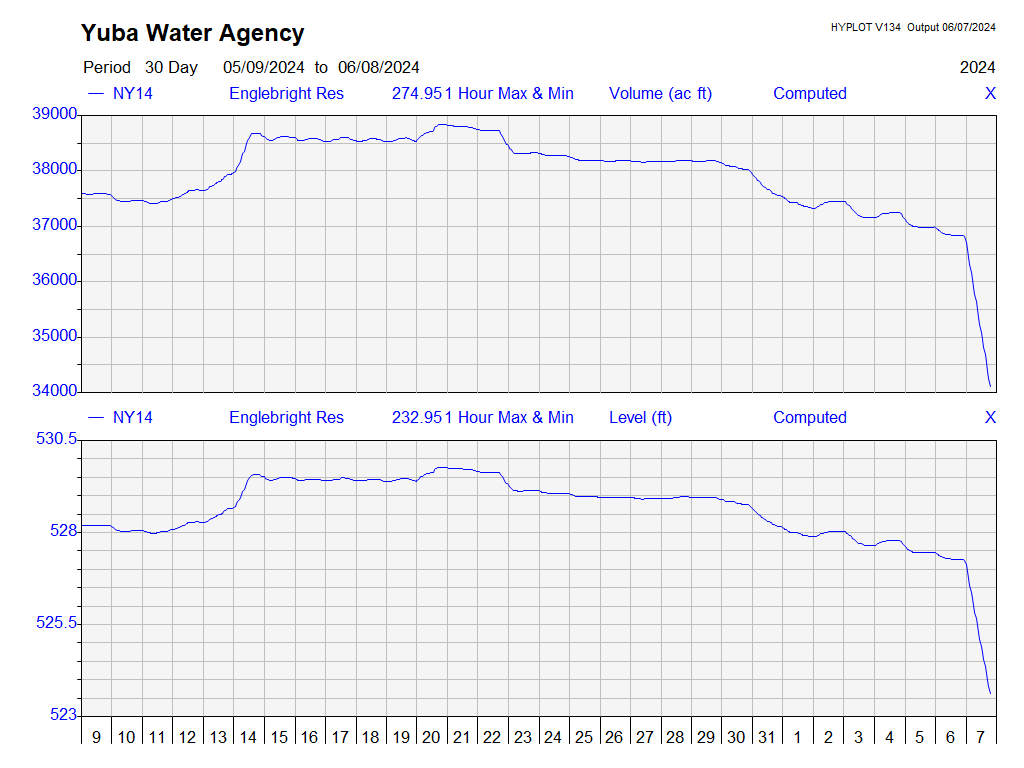 Yuba Water Agency
HYPLOT V134 Output 06/07/2024
Period 30 Day 05/09/2024 to 06/08/2024 2024
NY14 Englebright Res 274.951 Hour Max & Min Volume (ac ft) Computed X
39000
38000
37000
36000
35000
34000
NY14 Englebright Res 232.951 Hour Max & Min Level (ft) Computed X
530.5
528
525.5
523
9 10 11 12 13 14 15 16 17 18 19 20 21 22 23 24 25 26 27 28 29 30 31 1 2 3 4 5 6 7